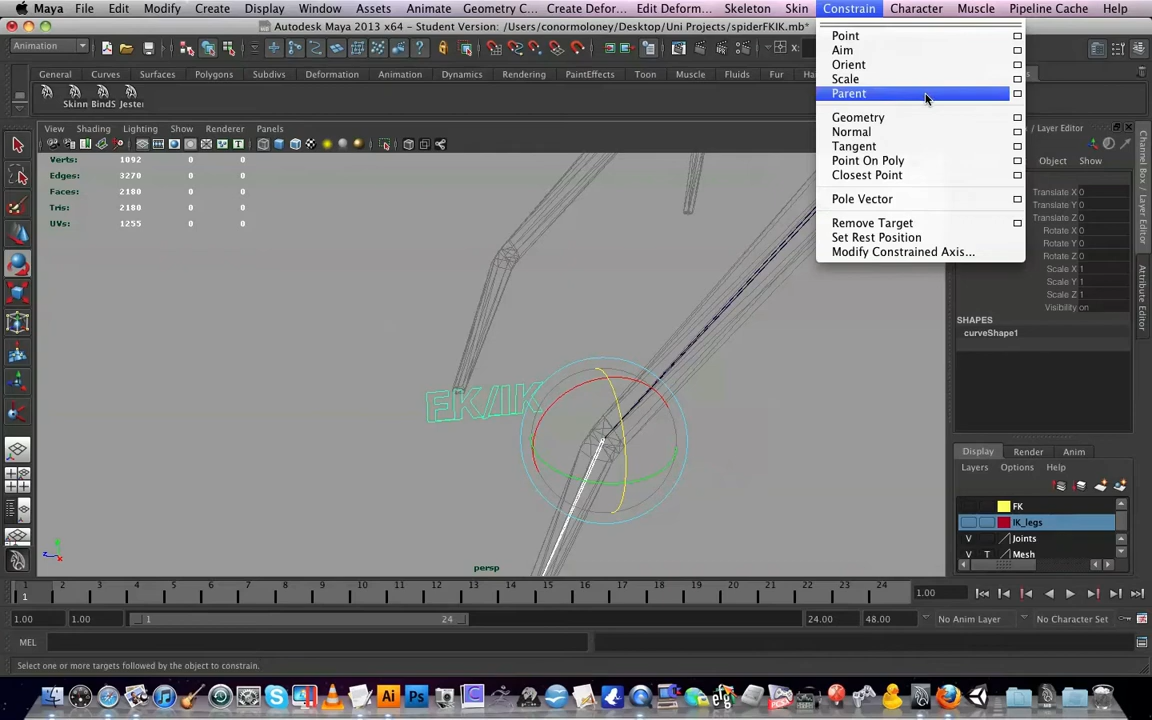 Maya File Edit Modify Create Display Window Assets Animate Geometry C... Create Defor... Edit Deform... Skeleton Skin Constrain Character Muscle Pipeline Cache Help
Autodesk Maya 2013 x64 - Student Version: /Users/conormoloney/Desktop/Uni Projects/spiderFKIK.mb*
Animation
X:
General Curves Surfaces Polygons Subdivs Deformation Animation Dynamics Rendering PaintEffects Toon Muscle Fluids Fur
Skinn BindS Jester
Point
Aim
Orient
Scale
Parent
Geometry
Normal
Tangent
Point On Poly
Closest Point
Pole Vector
Remove Target
Set Rest Position
Modify Constrained Axis...
View Shading Lighting Show Renderer Panels
/ Layer Editor
Verts: 1092 0 0
Edges: 3270 0 0
Faces: 2180 0 0
Tris: 2180 0 0
UVs: 1255 0 0
Object Show
Translate X 0
Translate Y 0
Translate Z 0
Rotate X 0
Rotate Y 0
Rotate Z 0
Scale X 1
Scale Y 1
Scale Z 1
Visibility on
SHAPES
curveShape1
Channel Box / Layer Editor
Attribute Editor
FK/IK
Display Render Anim
Layers Options Help
FK
IK_legs
V Joints
V T Mesh
persp
1 2 3 4 5 6 7 8 9 10 11 12 13 14 15 16 17 18 19 20 21 22 23 24
1
1.00
1.00 1.00 1 24 24.00 48.00 No Anim Layer No Character Set
MEL
Select one or more targets followed by the object to constrain.